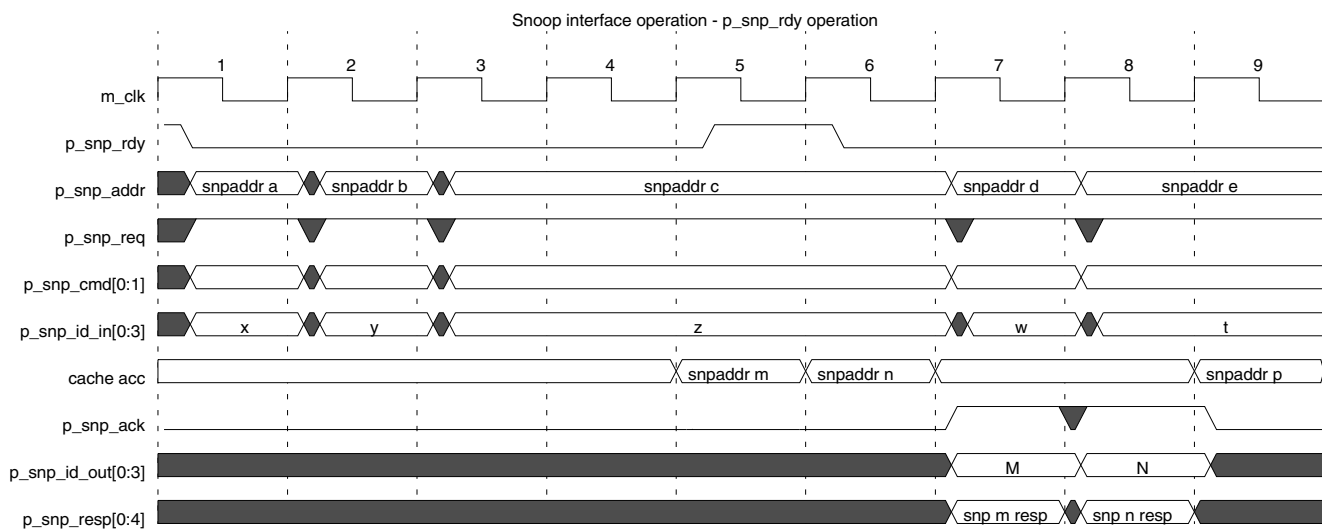 Snoop interface operation - p_snp_rdy operation
1 2 3 4 5 6 7 8 9
m_clk
p_snp_rdy
p_snp_addr snpaddr a snpaddr b snpaddr c snpaddr d snpaddr e
p_snp_req
p_snp_cmd[0:1]
p_snp_id_in[0:3] x y z w t
cache acc snpaddr m snpaddr n snpaddr p
p_snp_ack
p_snp_id_out[0:3] M N
p_snp_resp[0:4] snp m resp snp n resp